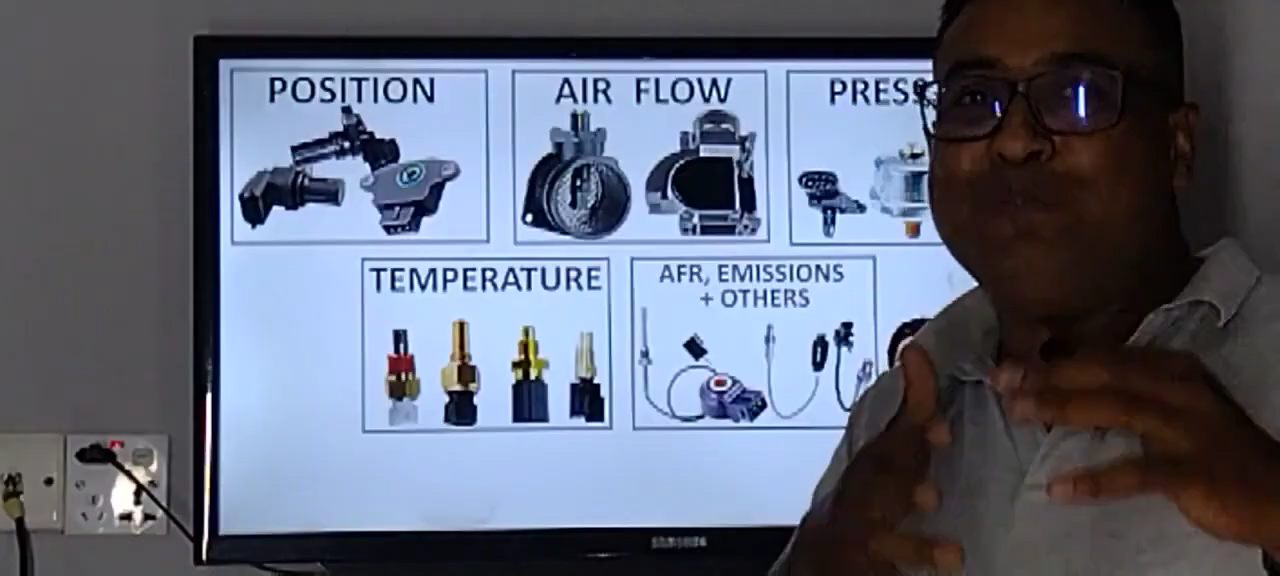 POSITION
AIR FLOW
PRESS
TEMPERATURE
AFR, EMISSIONS
+ OTHERS
SAMSUNG